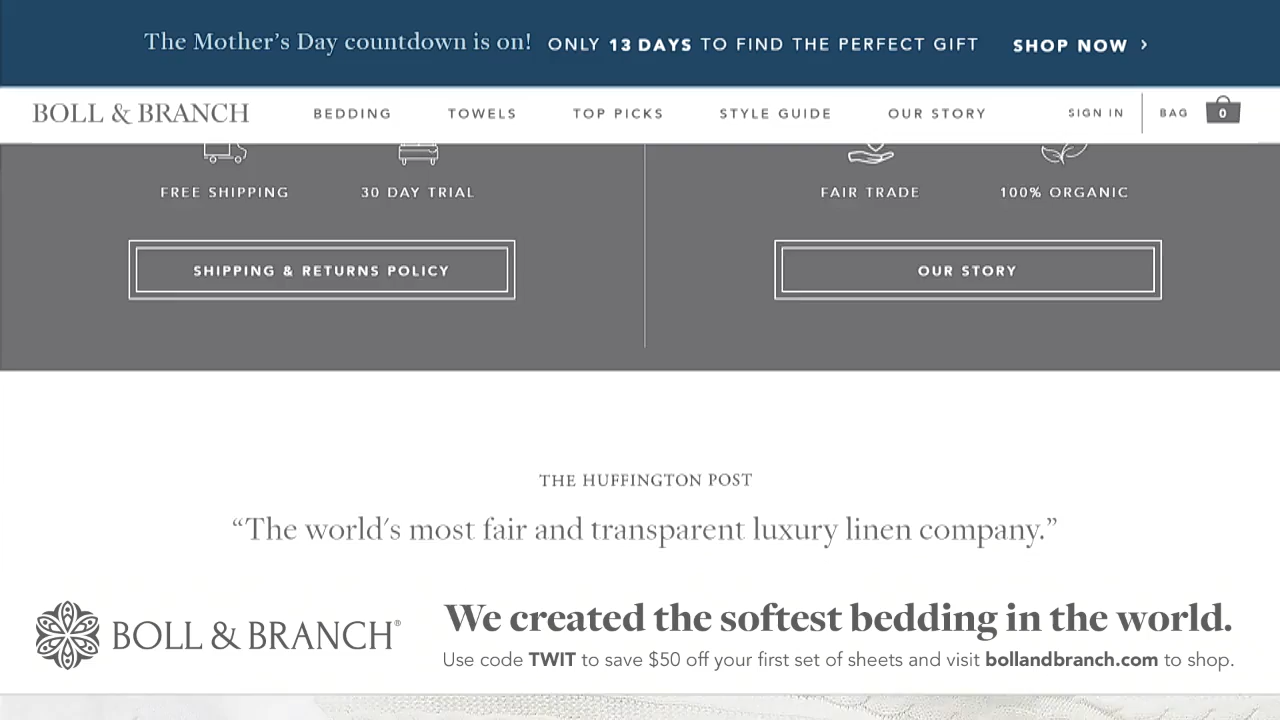 The Mother's Day countdown is on! ONLY 13 DAYS TO FIND THE PERFECT GIFT SHOP NOW ›
BOLL & BRANCH BEDDING TOWELS TOP PICKS STYLE GUIDE OUR STORY SIGN IN BAG 0
FREE SHIPPING 30 DAY TRIAL FAIR TRADE 100% ORGANIC
SHIPPING & RETURNS POLICY OUR STORY
THE HUFFINGTON POST
“The world's most fair and transparent luxury linen company.”
BOLL & BRANCH®
We created the softest bedding in the world.
Use code TWIT to save $50 off your first set of sheets and visit bollandbranch.com to shop.